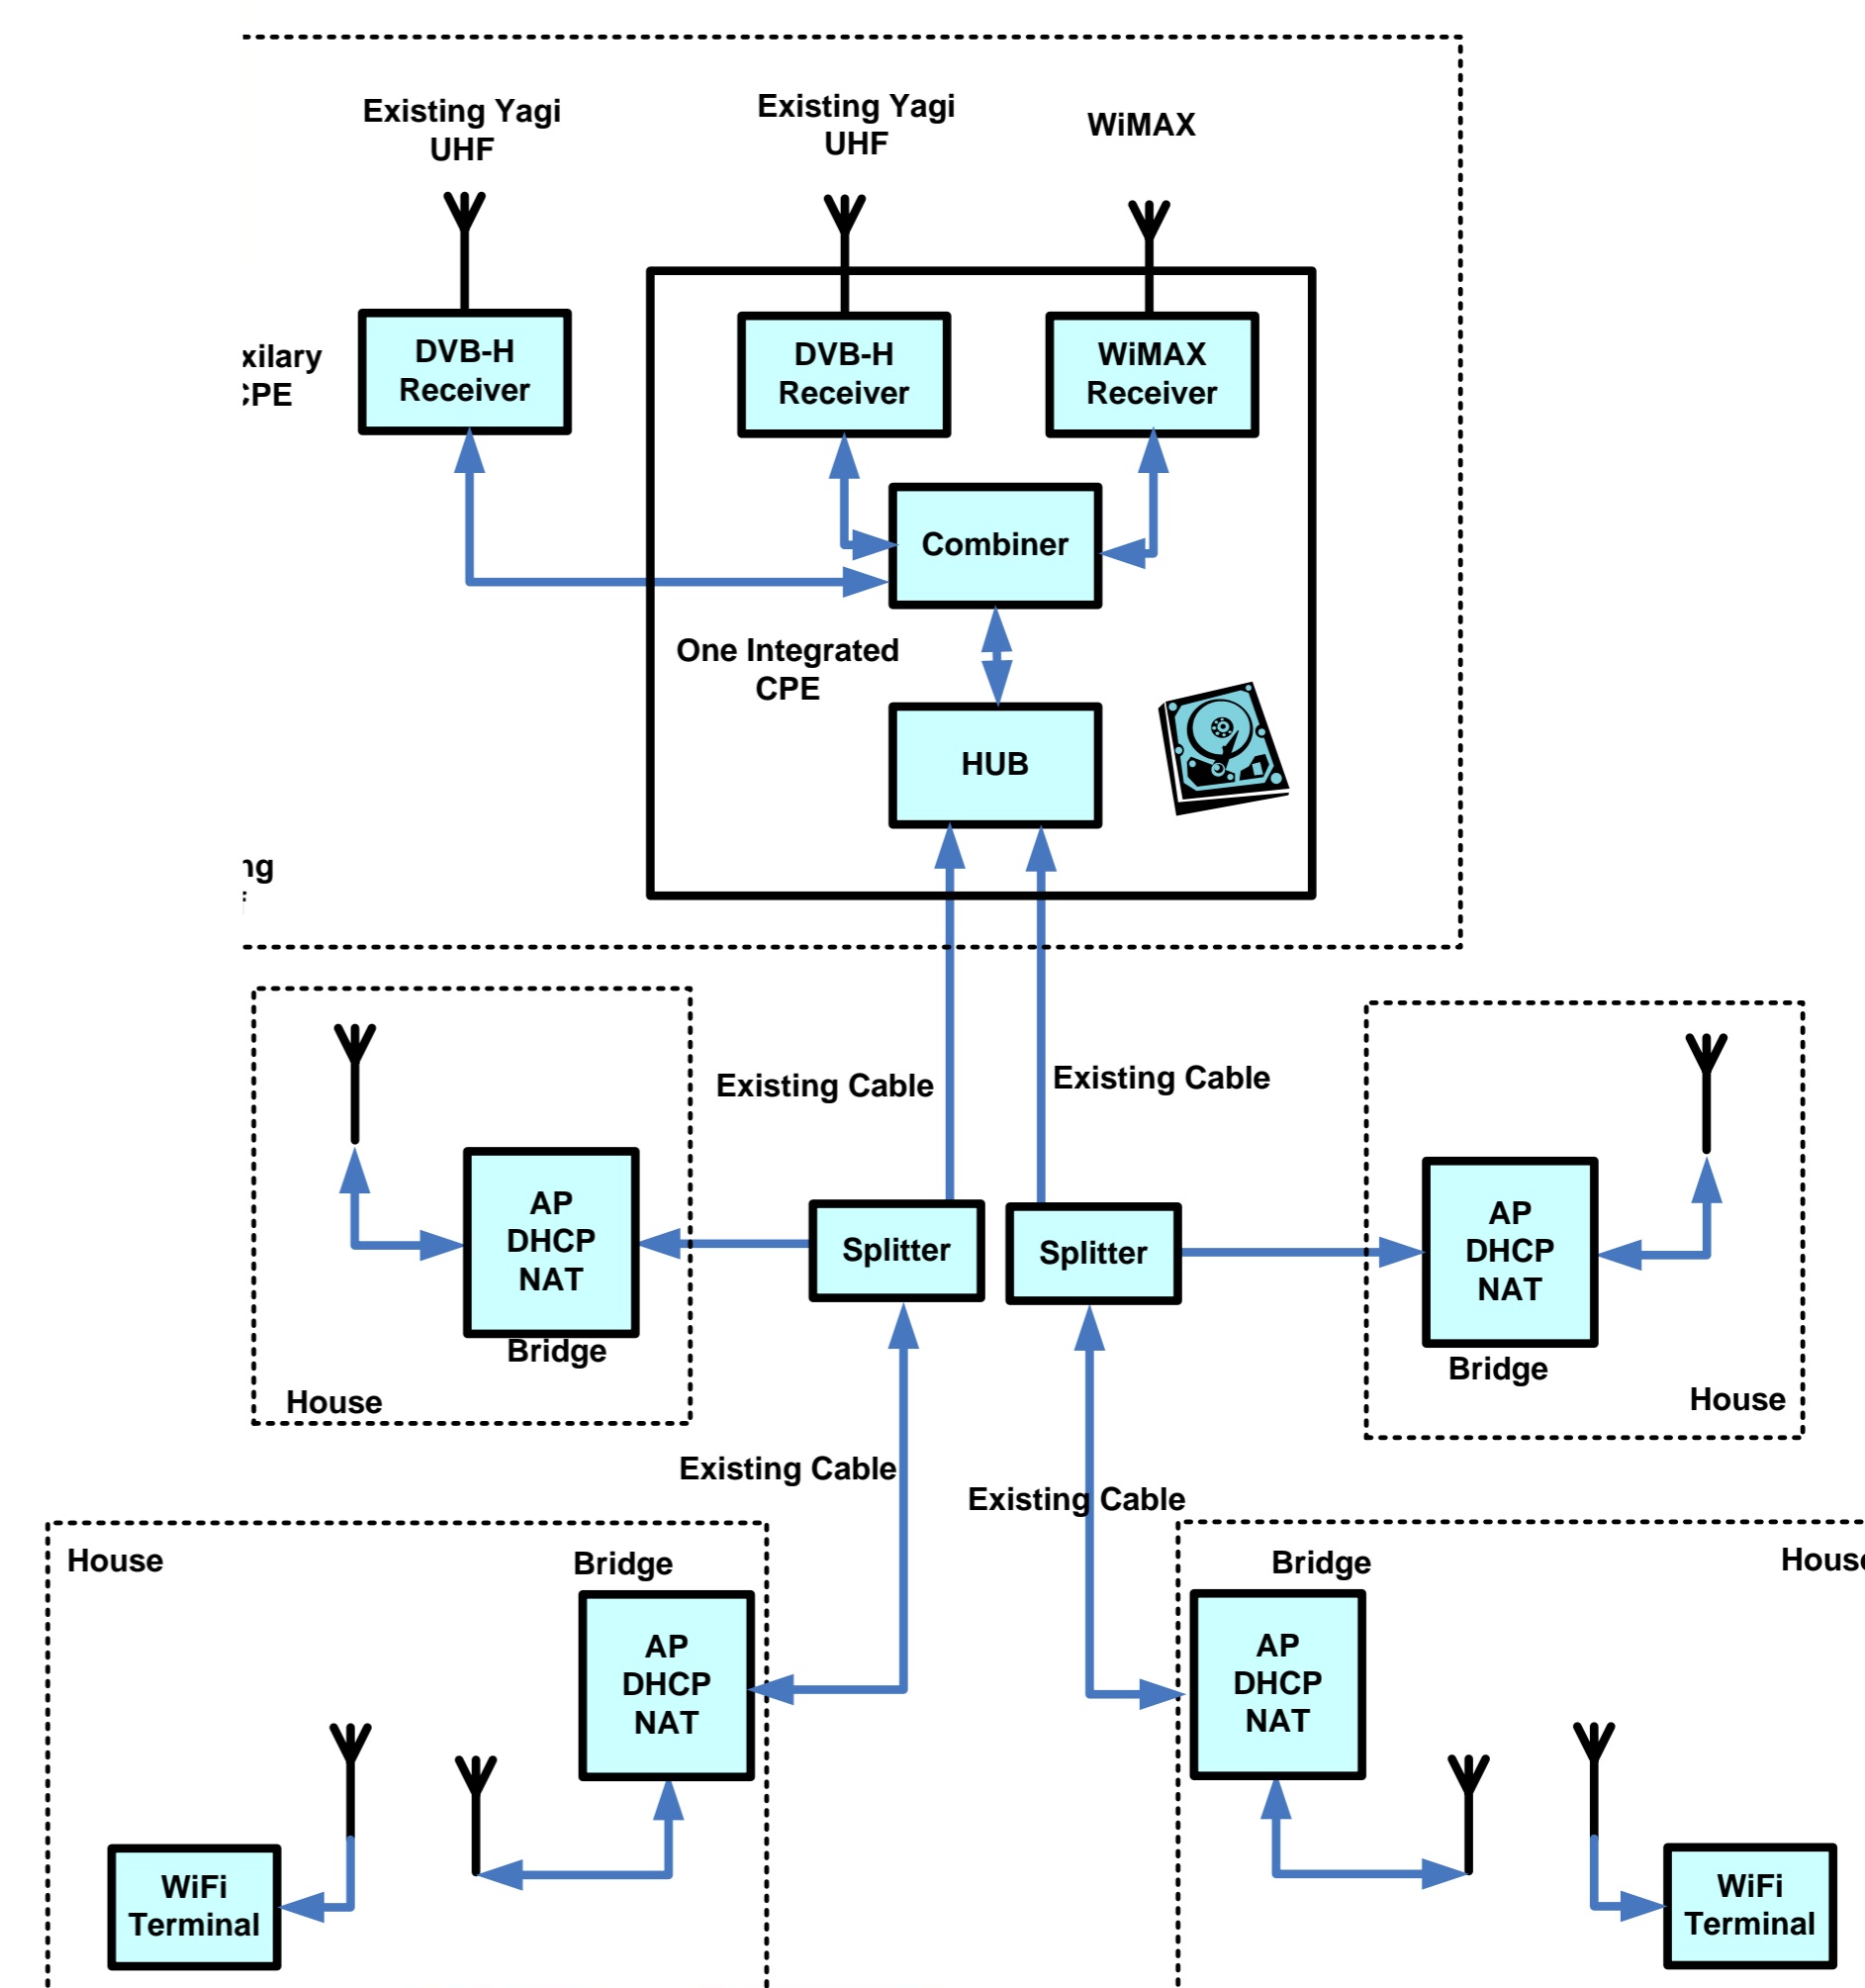 Existing Yagi
UHF
Existing Yagi
UHF
WiMAX
xilary
CPE
DVB-H
Receiver
DVB-H
Receiver
WiMAX
Receiver
Combiner
One Integrated
CPE
HUB
ng
Existing Cable
Existing Cable
AP
DHCP
NAT
Bridge
House
Splitter
Splitter
AP
DHCP
NAT
Bridge
House
Existing Cable
Existing Cable
House
Bridge
AP
DHCP
NAT
WiFi
Terminal
Bridge
House
AP
DHCP
NAT
WiFi
Terminal